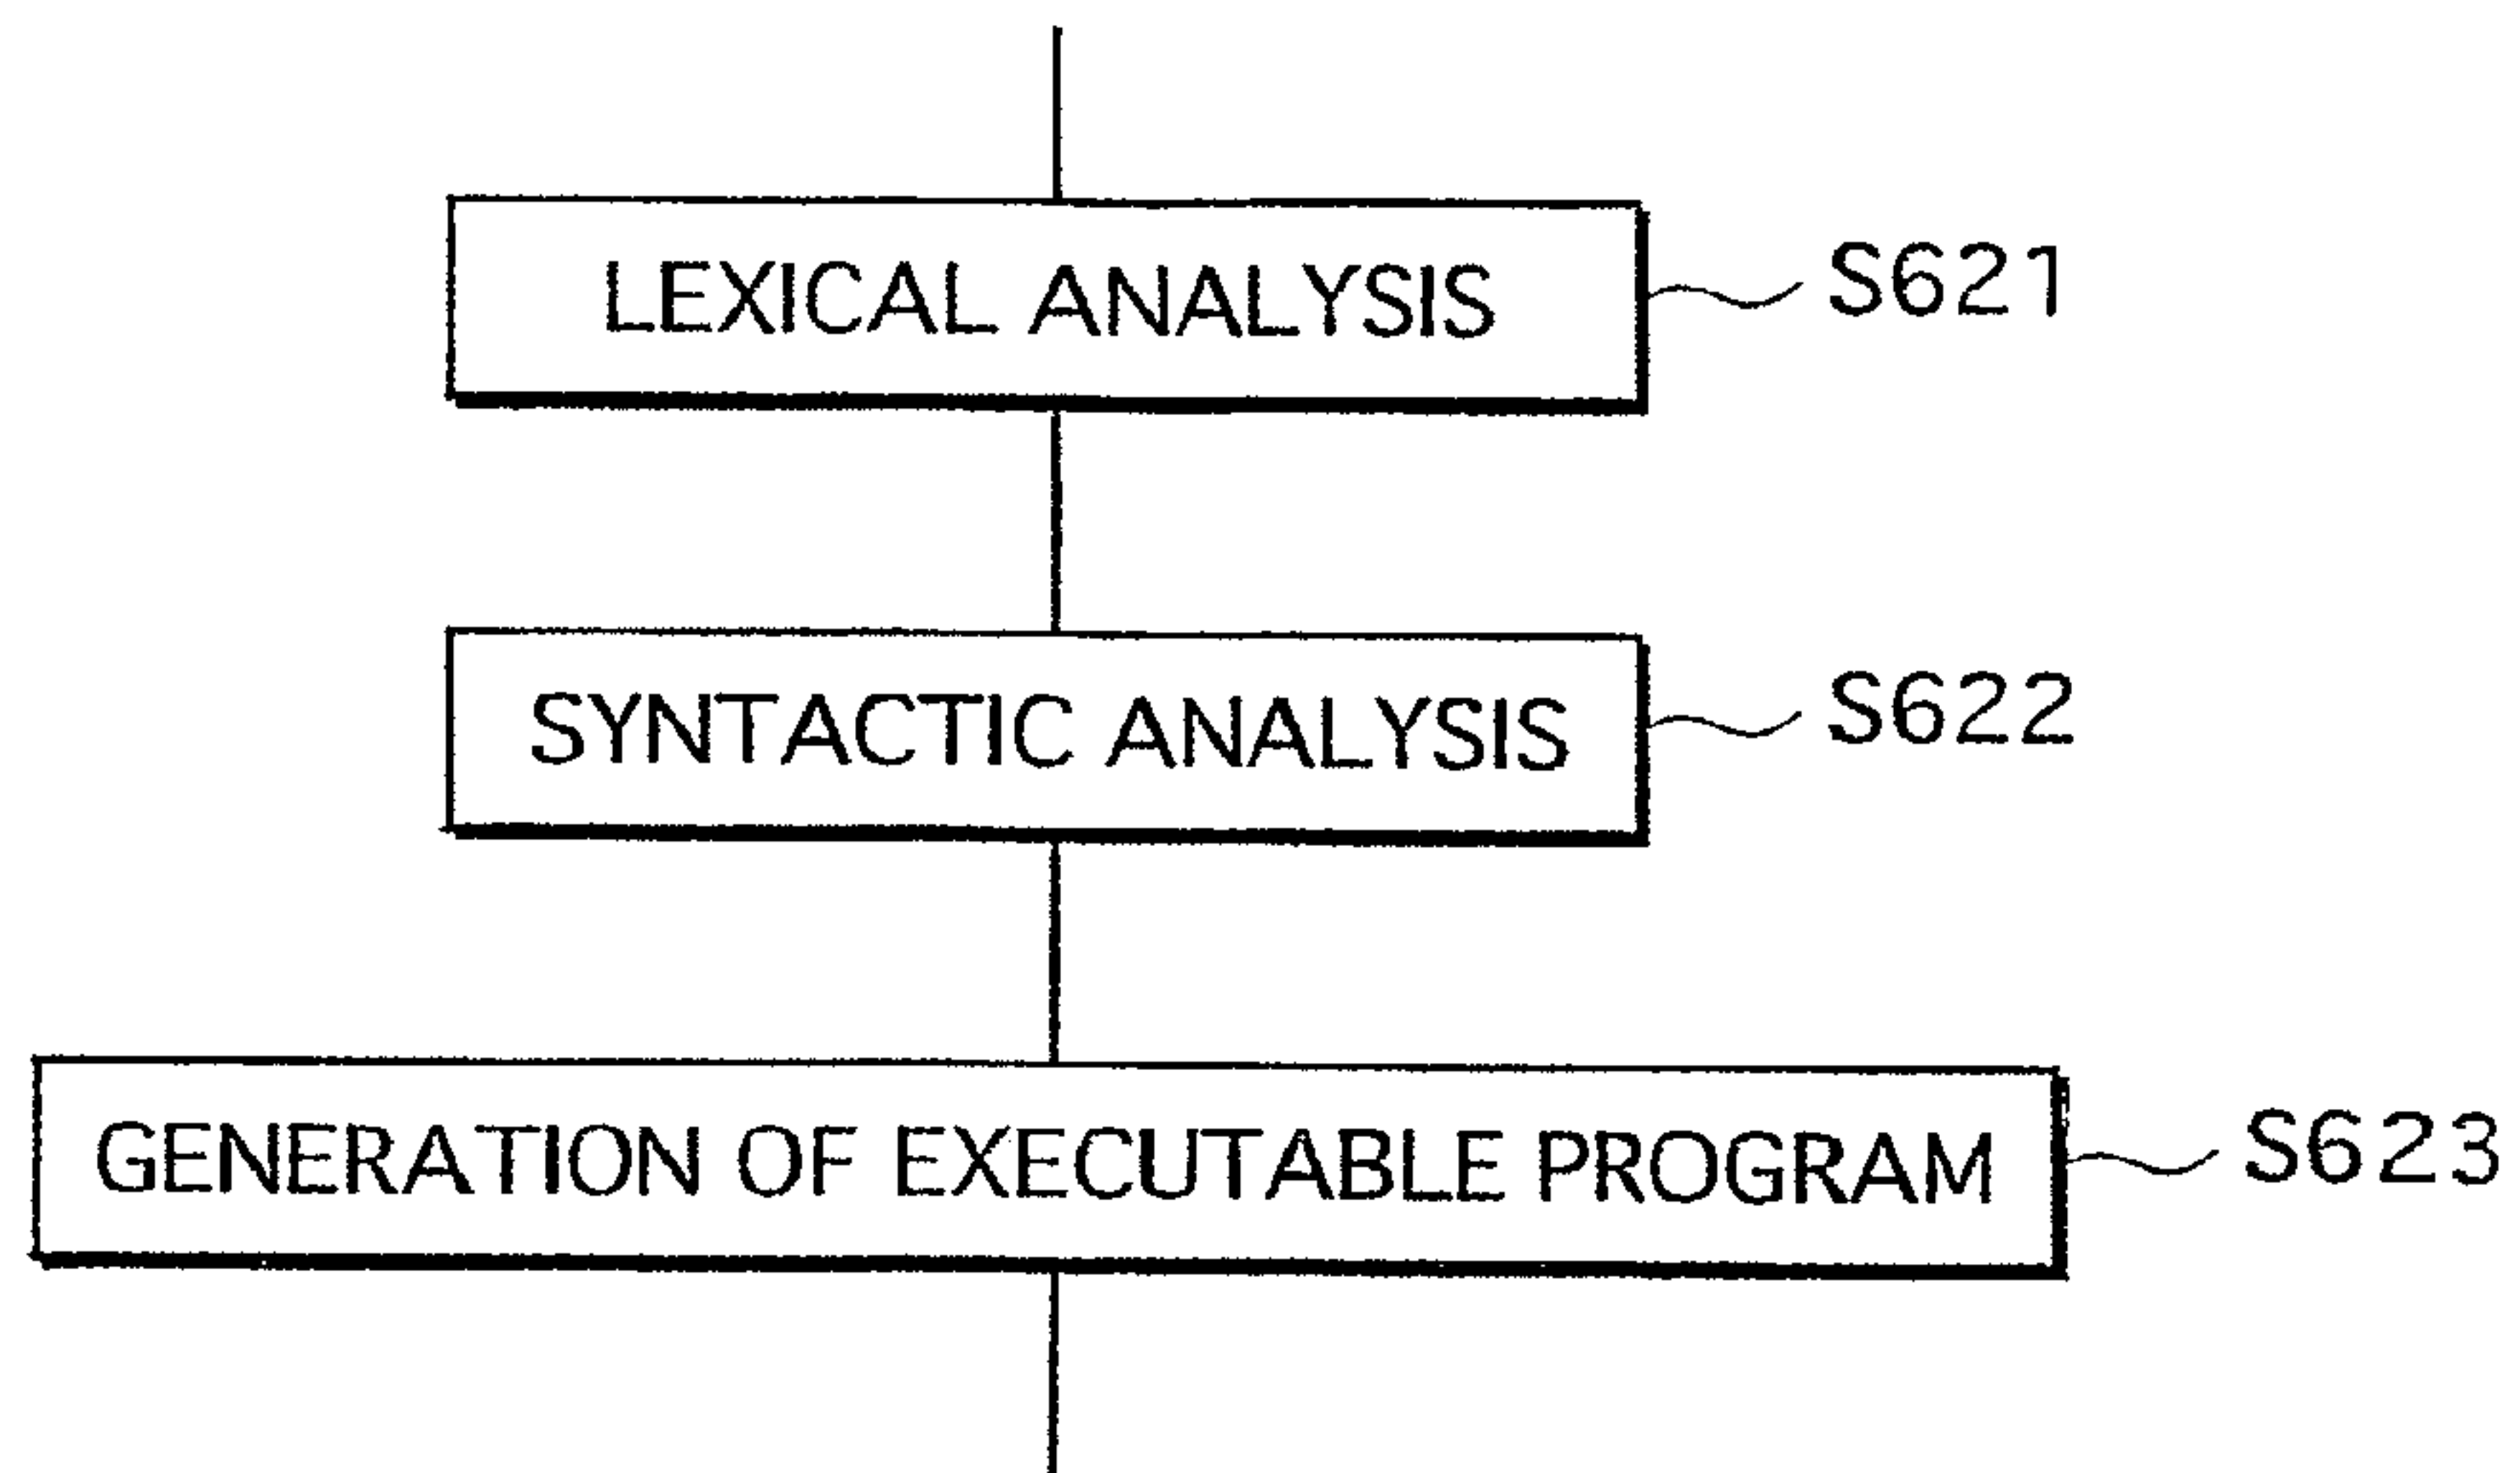 LEXICAL ANALYSIS S621
SYNTACTIC ANALYSIS S622
GENERATION OF EXECUTABLE PROGRAM S623